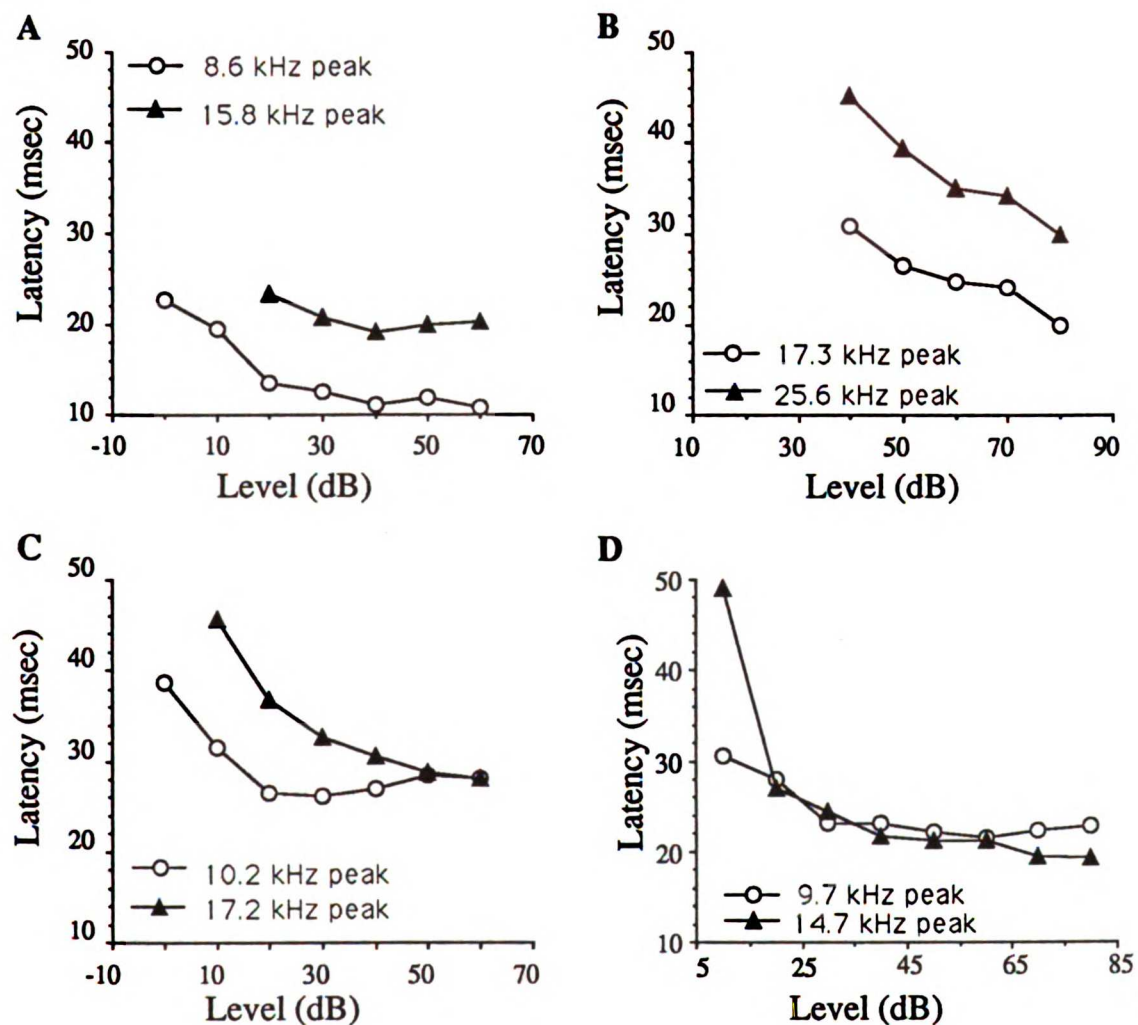 A
50
40
30
20
10
Latency (msec)
8.6 kHz peak
15.8 kHz peak
-10 10 30 50 70
Level (dB)
B
50
40
30
20
10
Latency (msec)
17.3 kHz peak
25.6 kHz peak
10 30 50 70 90
Level (dB)
C
50
40
30
20
10
Latency (msec)
10.2 kHz peak
17.2 kHz peak
-10 10 30 50 70
Level (dB)
D
50
40
30
20
10
Latency (msec)
9.7 kHz peak
14.7 kHz peak
5 25 45 65 85
Level (dB)